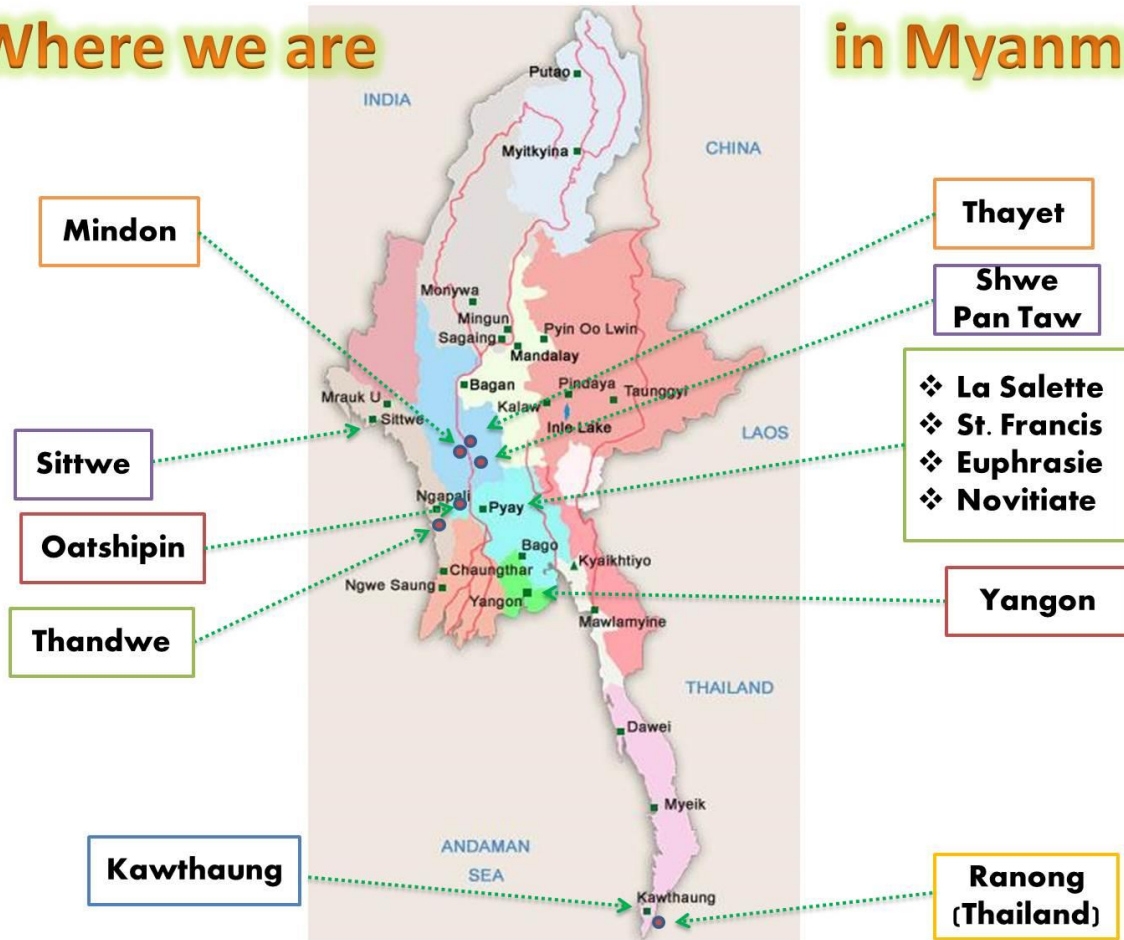 Where we are
in Myanm
Putao
INDIA
CHINA
Myitkyina
Mindon
Thayet
Shwe
Pan Taw
Monywa
Mingun
Sagaing
Pyin Oo Lwin
Mandalay
Bagan
Pindaya
Taunggyi
Mrauk U
Kalaw
Sittwe
Inle Lake
LAOS
❖ La Salette
❖ St. Francis
❖ Euphrasie
❖ Novitiate
Sittwe
Ngapali
Pyay
Oatshipin
Bago
Kyaikhtiyo
Chaungthar
Ngwe Saung
Yangon
Yangon
Mawlamyine
Thandwe
THAILAND
Dawei
Myeik
ANDAMAN
SEA
Kawthaung
Kawthaung
Ranong
(Thailand)